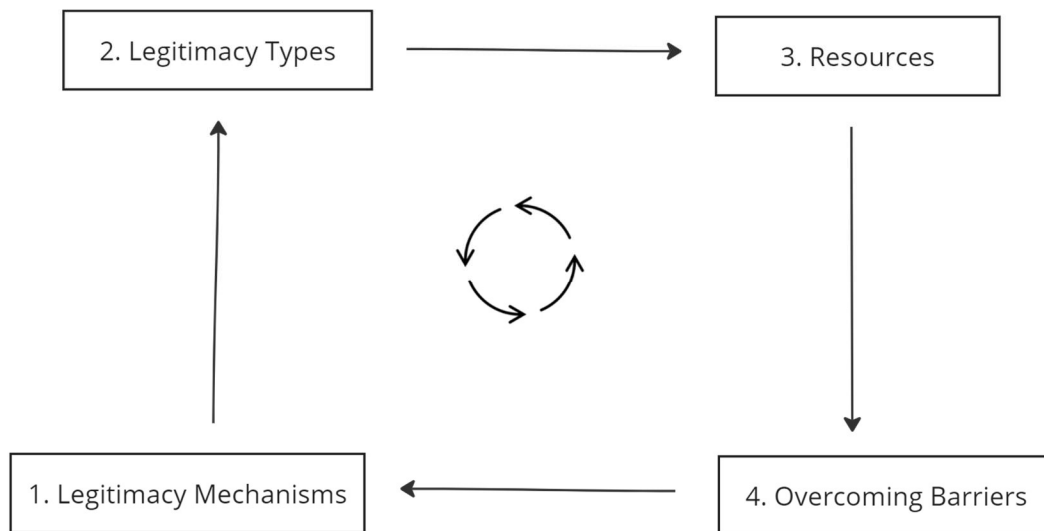 2. Legitimacy Types
3. Resources
1. Legitimacy Mechanisms
4. Overcoming Barriers